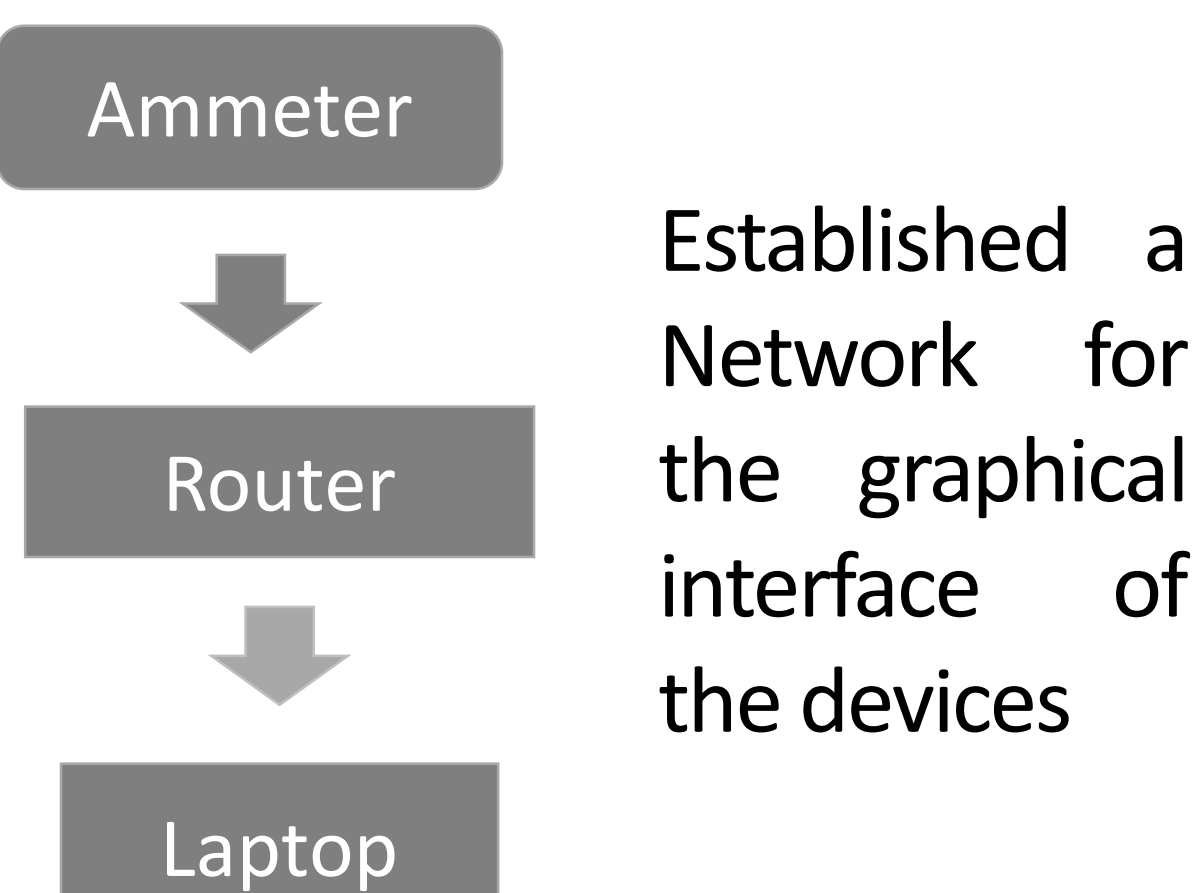 Ammeter
Router
Laptop
Established a
Network for
the graphical
interface of
the devices